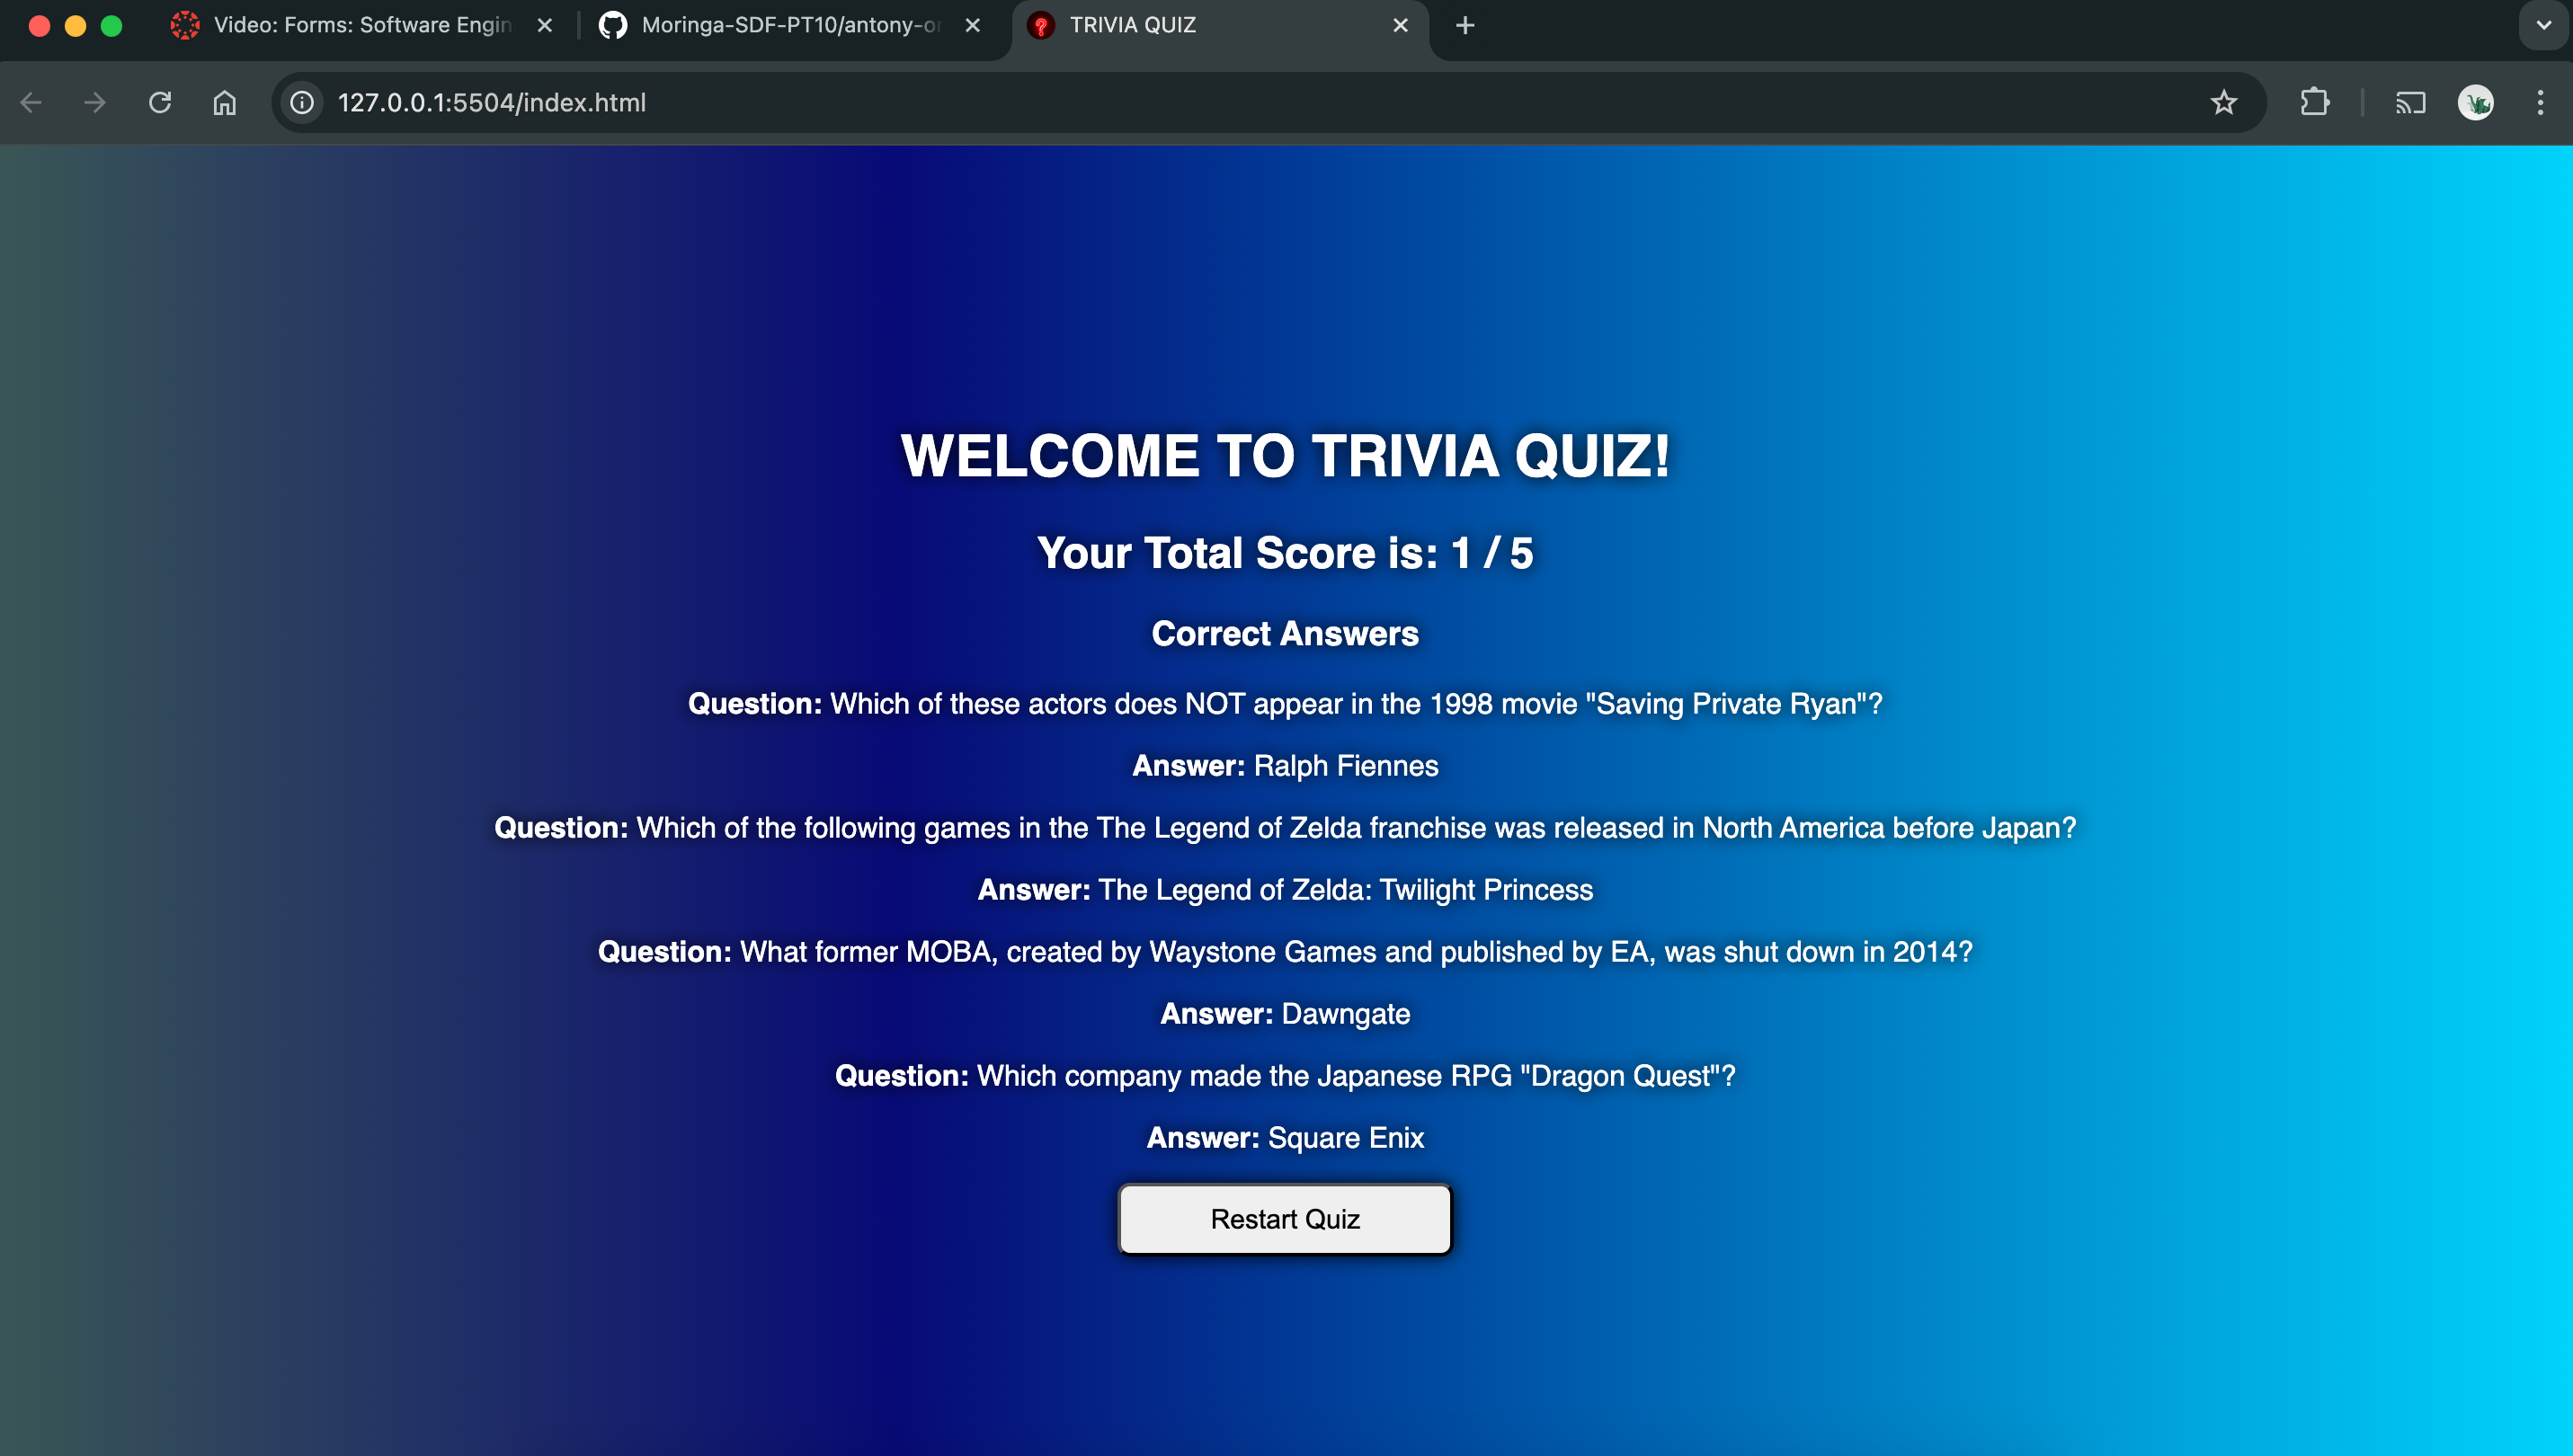 Video: Forms: Software Engin
Moringa-SDF-PT10/antony-o
TRIVIA QUIZ
127.0.0.1:5504/index.html
WELCOME TO TRIVIA QUIZ!
Your Total Score is: 1 / 5
Correct Answers
Question: Which of these actors does NOT appear in the 1998 movie "Saving Private Ryan"?
Answer: Ralph Fiennes
Question: Which of the following games in the The Legend of Zelda franchise was released in North America before Japan?
Answer: The Legend of Zelda: Twilight Princess
Question: What former MOBA, created by Waystone Games and published by EA, was shut down in 2014?
Answer: Dawngate
Question: Which company made the Japanese RPG "Dragon Quest"?
Answer: Square Enix
Restart Quiz